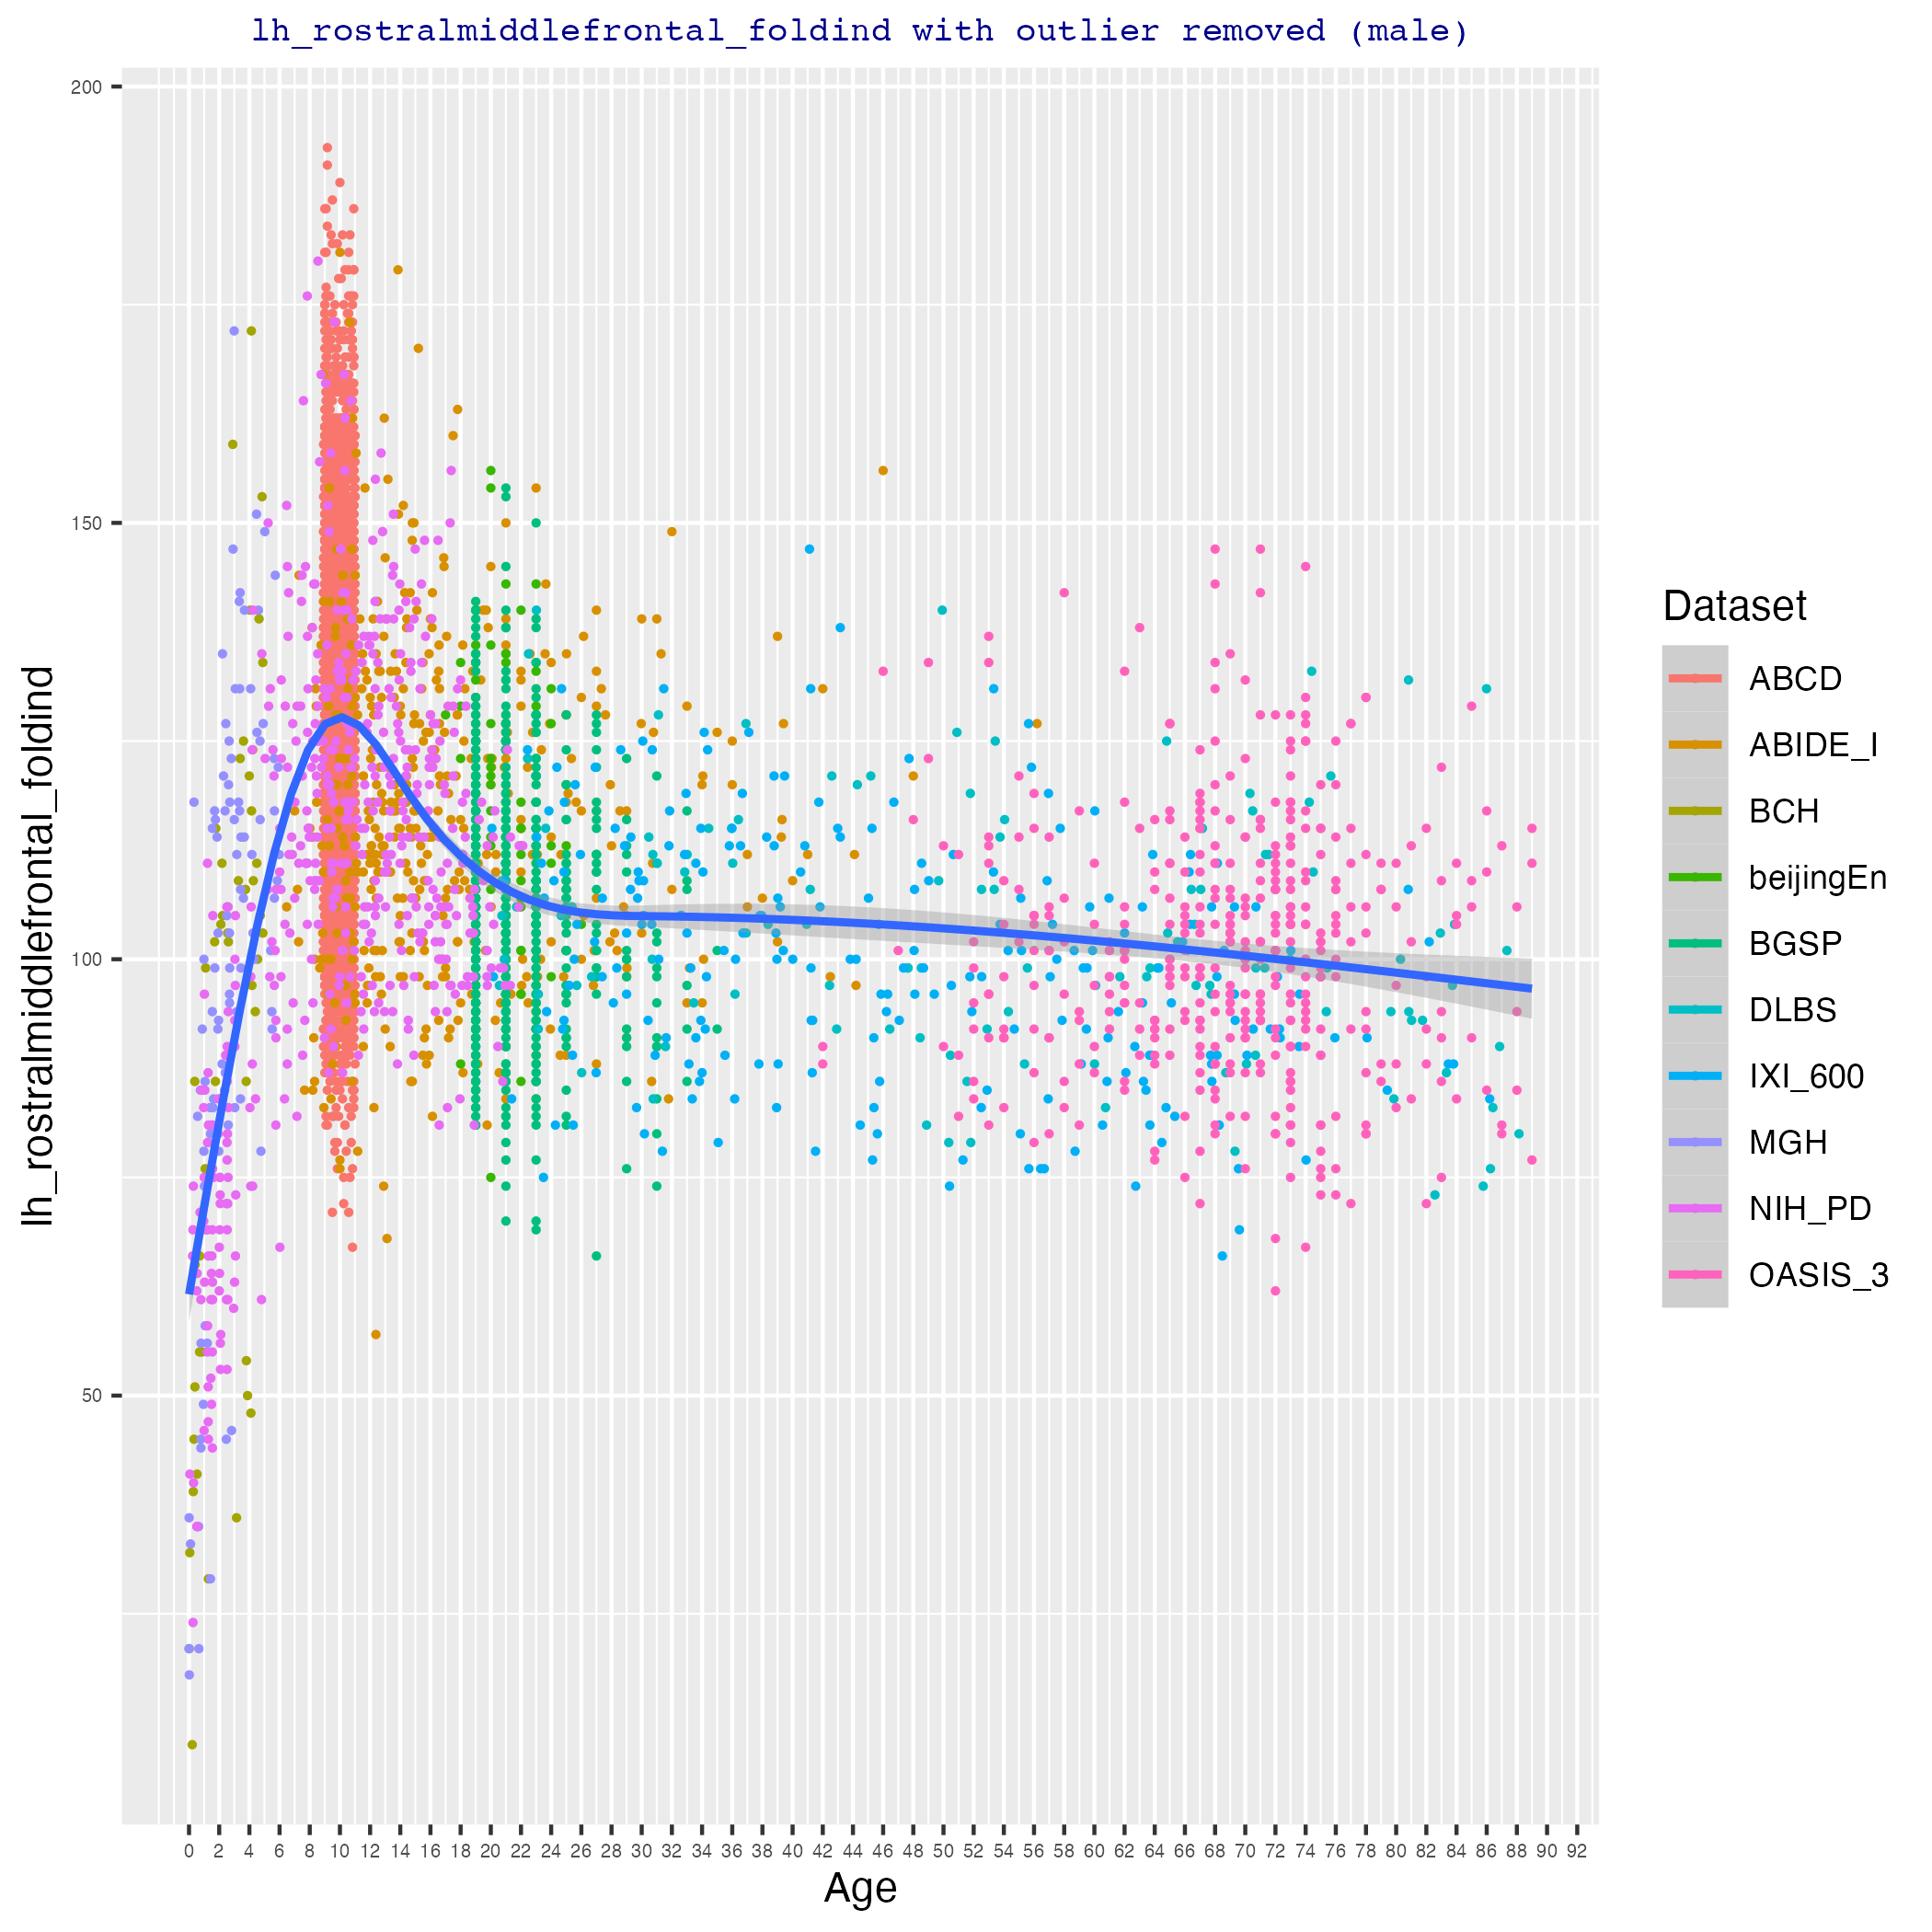 lh_rostralmiddlefrontal_foldind with outlier removed (male)
lh_rostralmiddlefrontal_foldind
200
150
100
50
0 2 4 6 8 10 12 14 16 18 20 22 24 26 28 30 32 34 36 38 40 42 44 46 48 50 52 54 56 58 60 62 64 66 68 70 72 74 76 78 80 82 84 86 88 90 92
Age
Dataset
ABCD
ABIDE_I
BCH
beijingEn
BGSP
DLBS
IXI_600
MGH
NIH_PD
OASIS_3